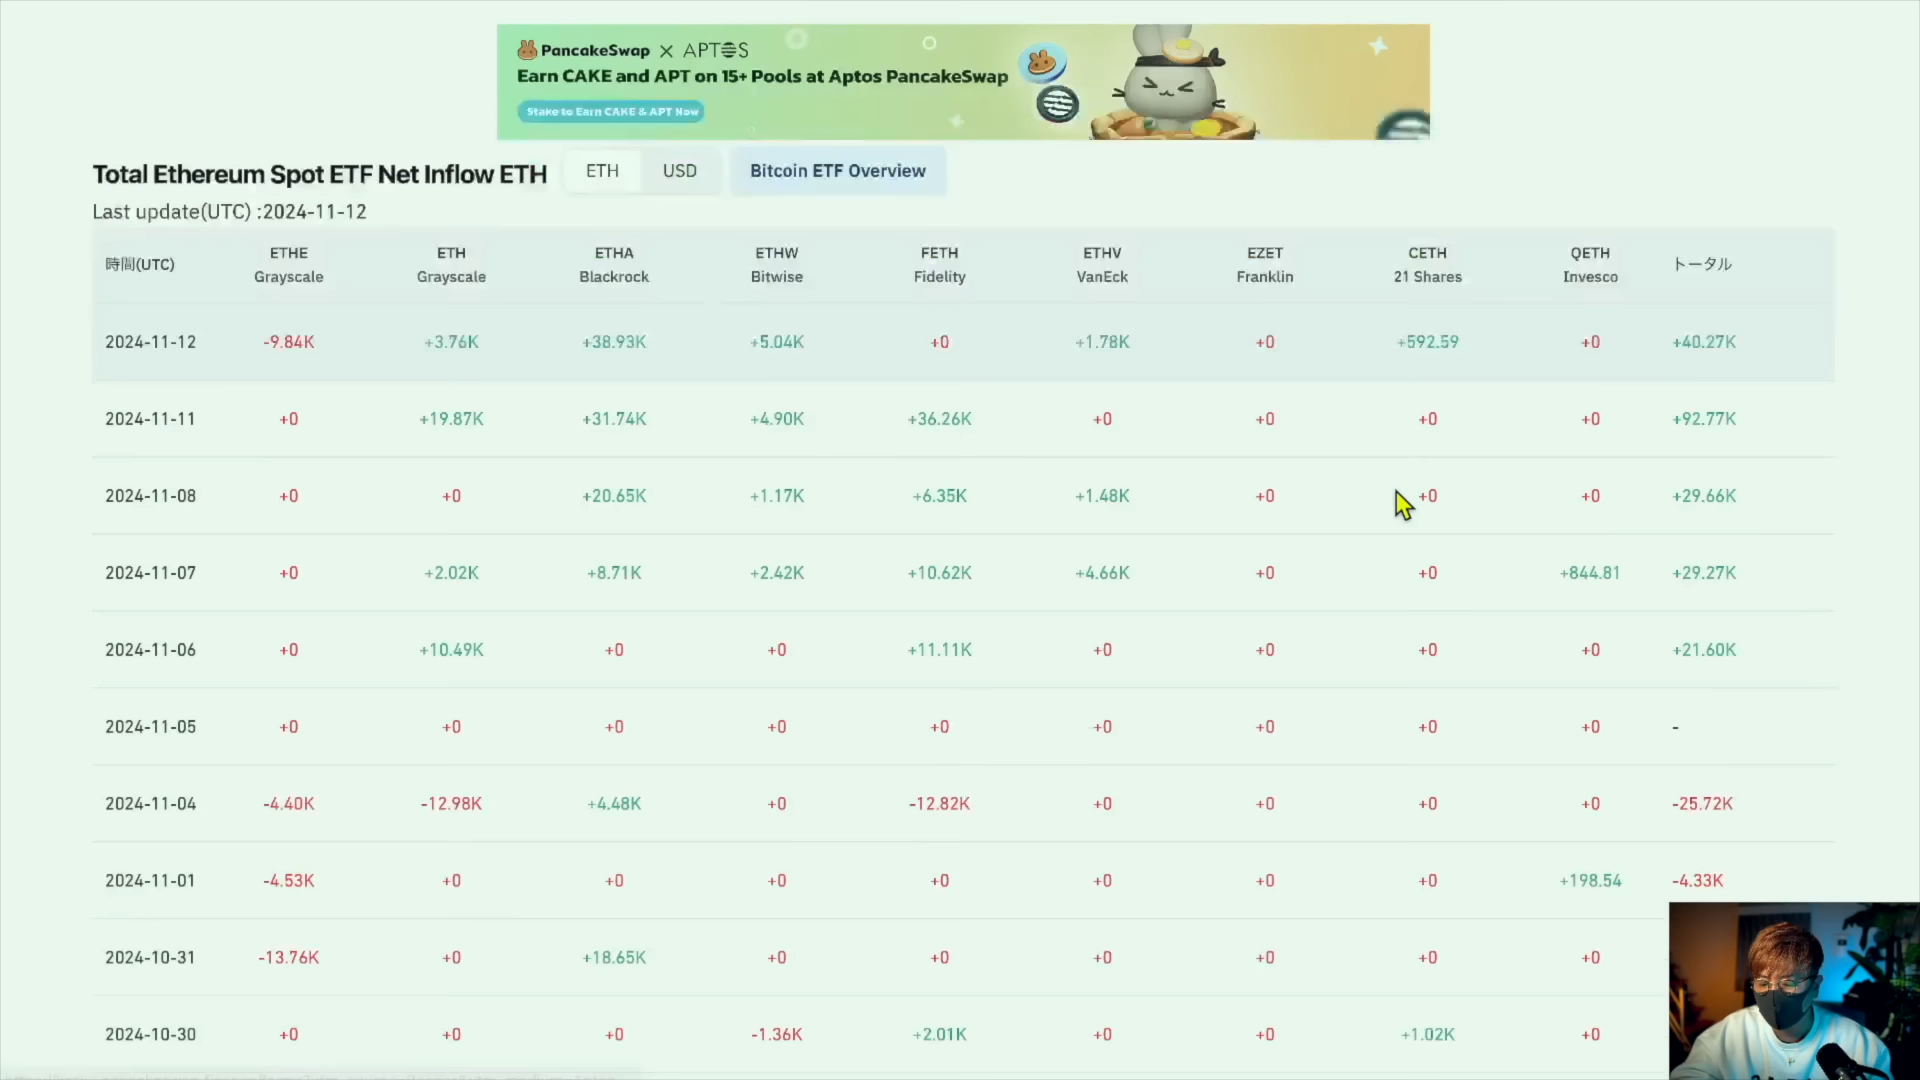 PancakeSwap × APTOS
Earn CAKE and APT on 15+ Pools at Aptos PancakeSwap
Stake to Earn CAKE & APT Now
Total Ethereum Spot ETF Net Inflow ETH ETH USD Bitcoin ETF Overview
Last update(UTC) :2024-11-12
時間(UTC) ETHE Grayscale ETH Grayscale ETHA Blackrock ETHW Bitwise FETH Fidelity ETHV VanEck EZET Franklin CETH 21 Shares QETH Invesco トータル
2024-11-12 -9.84K +3.76K +38.93K +5.04K +0 +1.78K +0 +592.59 +0 +40.27K
2024-11-11 +0 +19.87K +31.74K +4.90K +36.26K +0 +0 +0 +0 +92.77K
2024-11-08 +0 +0 +20.65K +1.17K +6.35K +1.48K +0 +0 +0 +29.66K
2024-11-07 +0 +2.02K +8.71K +2.42K +10.62K +4.66K +0 +0 +844.81 +29.27K
2024-11-06 +0 +10.49K +0 +0 +11.11K +0 +0 +0 +0 +21.60K
2024-11-05 +0 +0 +0 +0 +0 +0 +0 +0 +0 -
2024-11-04 -4.40K -12.98K +4.48K +0 -12.82K +0 +0 +0 +0 -25.72K
2024-11-01 -4.53K +0 +0 +0 +0 +0 +0 +0 +198.54 -4.33K
2024-10-31 -13.76K +0 +18.65K +0 +0 +0 +0 +0 +0
2024-10-30 +0 +0 +0 -1.36K +2.01K +0 +0 +1.02K +0